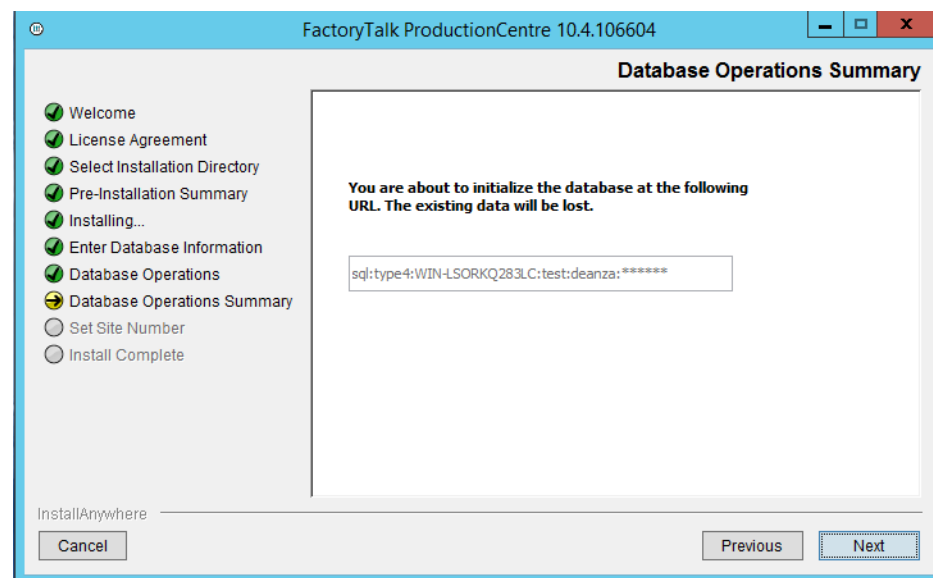 FactoryTalk ProductionCentre 10.4.106604
Database Operations Summary
Welcome
License Agreement
Select Installation Directory
Pre-Installation Summary
Installing...
Enter Database Information
Database Operations
Database Operations Summary
Set Site Number
Install Complete
You are about to initialize the database at the following
URL. The existing data will be lost.
sql:type4:WIN-LSORKQ283LC:test:deanza:******
InstallAnywhere
Cancel
Previous
Next